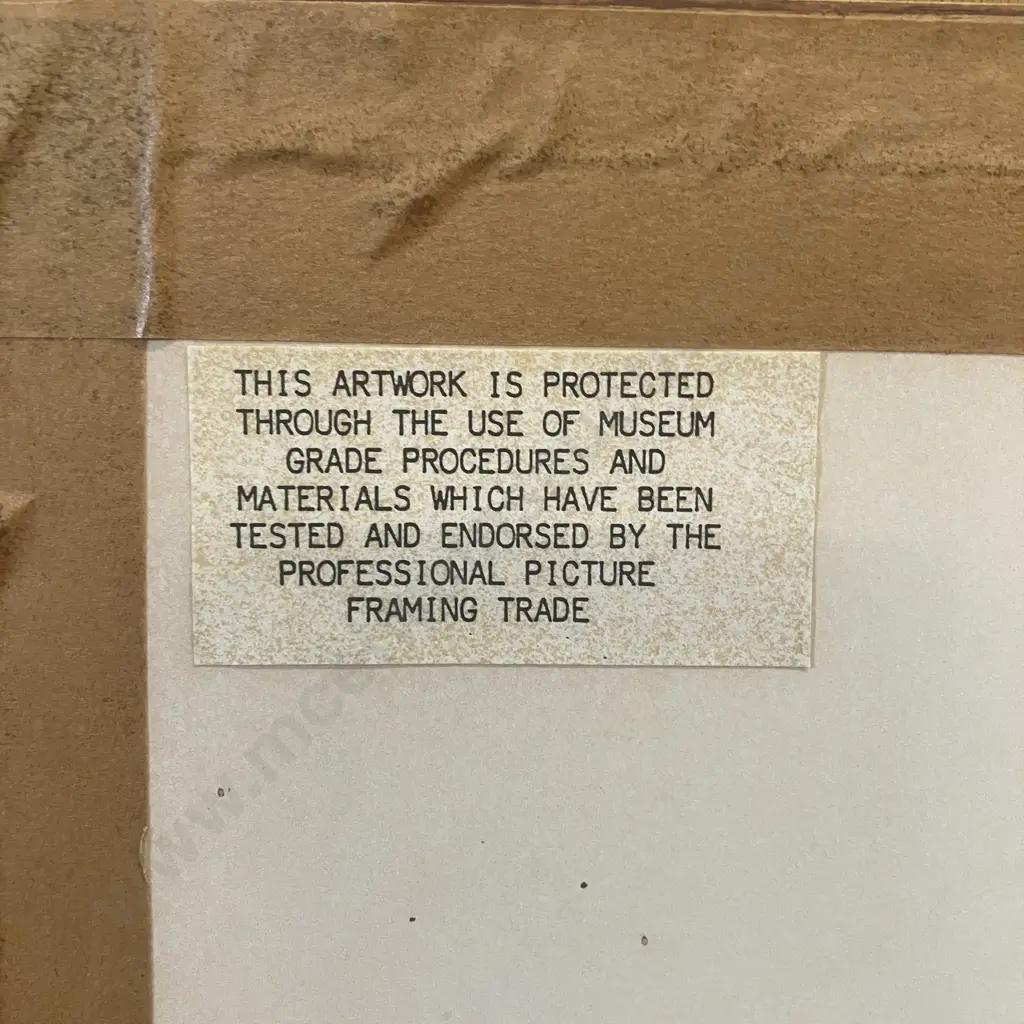 THIS ARTWORK IS PROTECTED
THROUGH THE USE OF MUSEUM
GRADE PROCEDURES AND
MATERIALS WHICH HAVE BEEN
TESTED AND ENDORSED BY THE
PROFESSIONAL PICTURE
FRAMING TRADE